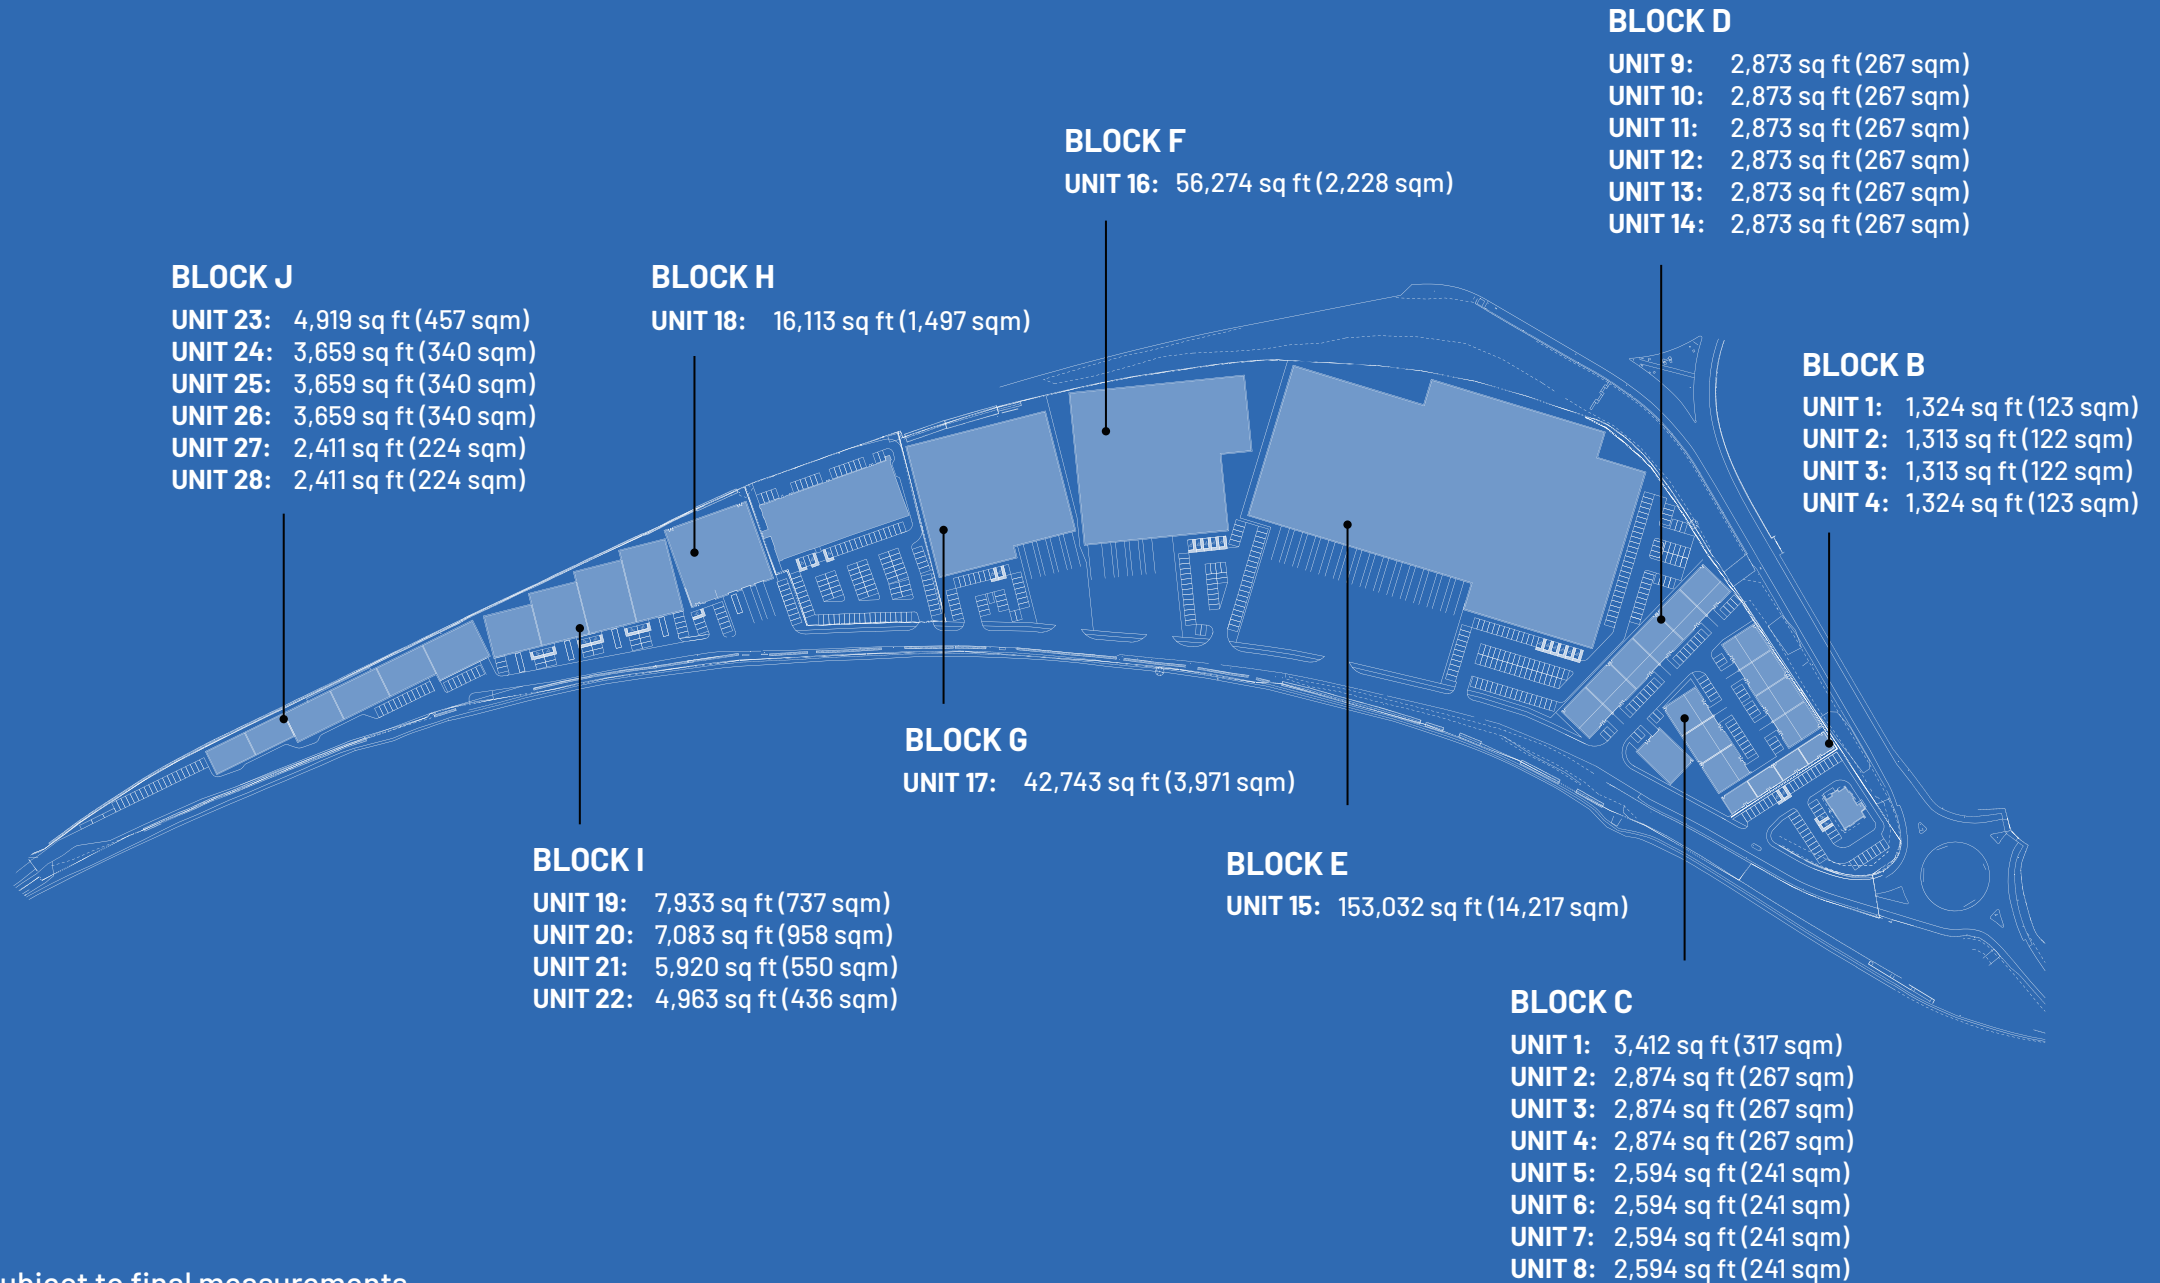 BLOCK D
UNIT 9: 2,873 sq ft (267 sqm)
UNIT 10: 2,873 sq ft (267 sqm)
UNIT 11: 2,873 sq ft (267 sqm)
UNIT 12: 2,873 sq ft (267 sqm)
UNIT 13: 2,873 sq ft (267 sqm)
UNIT 14: 2,873 sq ft (267 sqm)
BLOCK F
UNIT 16: 56,274 sq ft (2,228 sqm)
BLOCK J
UNIT 23: 4,919 sq ft (457 sqm)
UNIT 24: 3,659 sq ft (340 sqm)
UNIT 25: 3,659 sq ft (340 sqm)
UNIT 26: 3,659 sq ft (340 sqm)
UNIT 27: 2,411 sq ft (224 sqm)
UNIT 28: 2,411 sq ft (224 sqm)
BLOCK H
UNIT 18: 16,113 sq ft (1,497 sqm)
BLOCK B
UNIT 1: 1,324 sq ft (123 sqm)
UNIT 2: 1,313 sq ft (122 sqm)
UNIT 3: 1,313 sq ft (122 sqm)
UNIT 4: 1,324 sq ft (123 sqm)
BLOCK G
UNIT 17: 42,743 sq ft (3,971 sqm)
BLOCK I
UNIT 19: 7,933 sq ft (737 sqm)
UNIT 20: 7,083 sq ft (958 sqm)
UNIT 21: 5,920 sq ft (550 sqm)
UNIT 22: 4,963 sq ft (436 sqm)
BLOCK E
UNIT 15: 153,032 sq ft (14,217 sqm)
BLOCK C
UNIT 1: 3,412 sq ft (317 sqm)
UNIT 2: 2,874 sq ft (267 sqm)
UNIT 3: 2,874 sq ft (267 sqm)
UNIT 4: 2,874 sq ft (267 sqm)
UNIT 5: 2,594 sq ft (241 sqm)
UNIT 6: 2,594 sq ft (241 sqm)
UNIT 7: 2,594 sq ft (241 sqm)
UNIT 8: 2,594 sq ft (241 sqm)
to final measurements